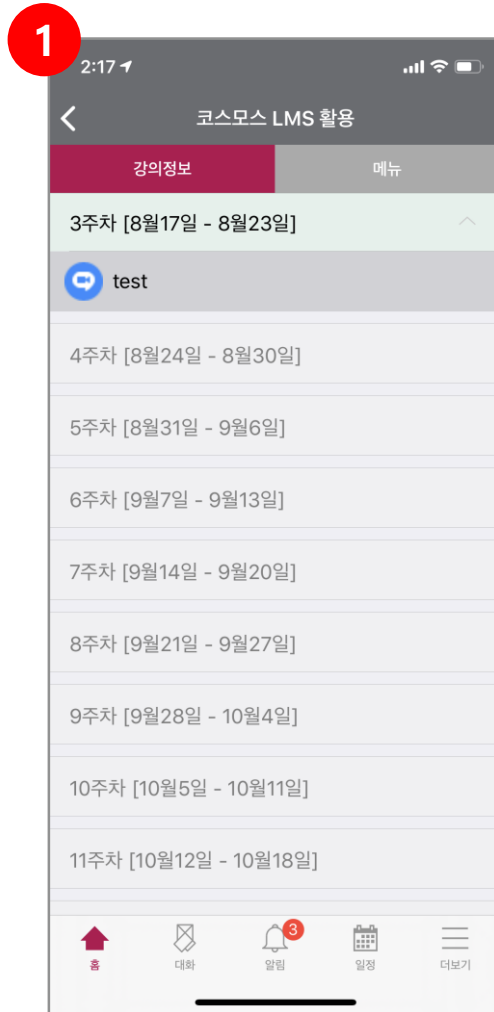 1
2:17
코스모스 LMS 활용
강의정보 메뉴
3주차 [8월17일 - 8월23일]
test
4주차 [8월24일 - 8월30일]
5주차 [8월31일 - 9월6일]
6주차 [9월7일 - 9월13일]
7주차 [9월14일 - 9월20일]
8주차 [9월21일 - 9월27일]
9주차 [9월28일 - 10월4일]
10주차 [10월5일 - 10월11일]
11주차 [10월12일 - 10월18일]
3
홈 대화 알림 일정 더보기